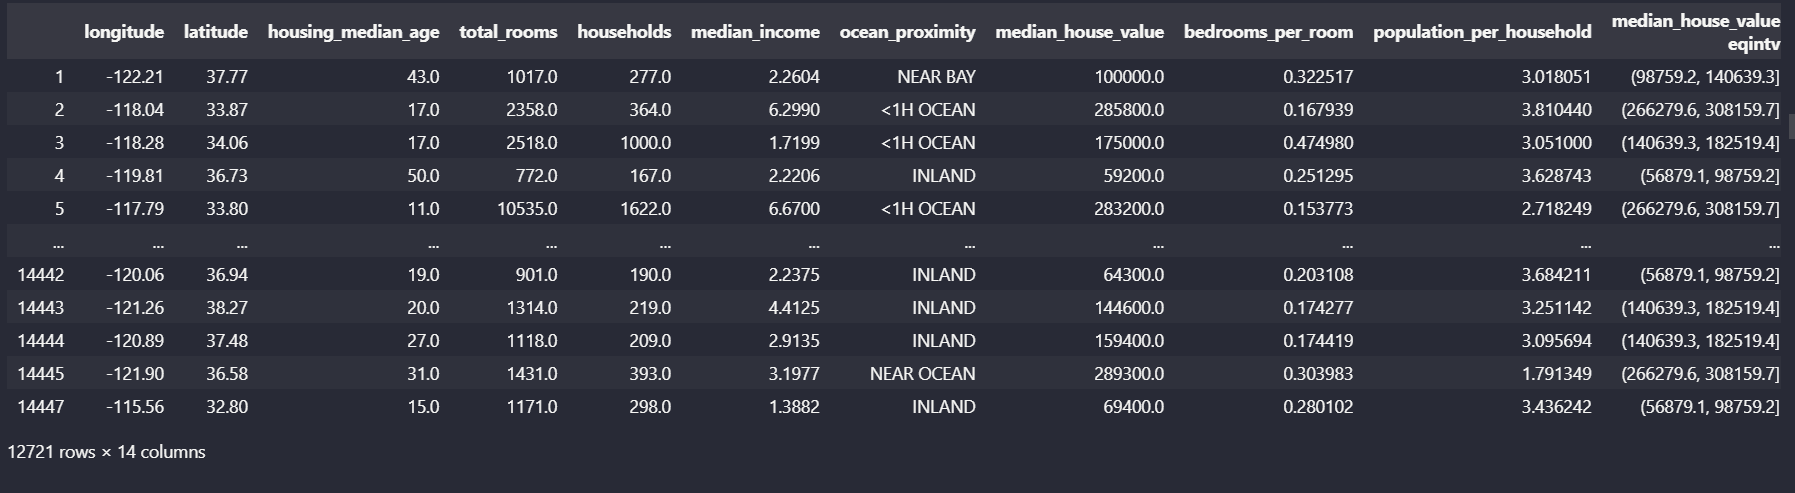 longitude latitude housing_median_age total_rooms households median_income ocean_proximity median_house_value bedrooms_per_room population_per_household median_house_value eqintv
1 -122.21 37.77 43.0 1017.0 277.0 2.2604 NEAR BAY 100000.0 0.322517 3.018051 (98759.2, 140639.3]
2 -118.04 33.87 17.0 2358.0 364.0 6.2990 <1H OCEAN 285800.0 0.167939 3.810440 (266279.6, 308159.7]
3 -118.28 34.06 17.0 2518.0 1000.0 1.7199 <1H OCEAN 175000.0 0.474980 3.051000 (140639.3, 182519.4]
4 -119.81 36.73 50.0 772.0 167.0 2.2206 INLAND 59200.0 0.251295 3.628743 (56879.1, 98759.2]
5 -117.79 33.80 11.0 10535.0 1622.0 6.6700 <1H OCEAN 283200.0 0.153773 2.718249 (266279.6, 308159.7]
... ... ... ... ... ... ... ... ... ... ... ...
14442 -120.06 36.94 19.0 901.0 190.0 2.2375 INLAND 64300.0 0.203108 3.684211 (56879.1, 98759.2]
14443 -121.26 38.27 20.0 1314.0 219.0 4.4125 INLAND 144600.0 0.174277 3.251142 (140639.3, 182519.4]
14444 -120.89 37.48 27.0 1118.0 209.0 2.9135 INLAND 159400.0 0.174419 3.095694 (140639.3, 182519.4]
14445 -121.90 36.58 31.0 1431.0 393.0 3.1977 NEAR OCEAN 289300.0 0.303983 1.791349 (266279.6, 308159.7]
14447 -115.56 32.80 15.0 1171.0 298.0 1.3882 INLAND 69400.0 0.280102 3.436242 (56879.1, 98759.2]
12721 rows × 14 columns